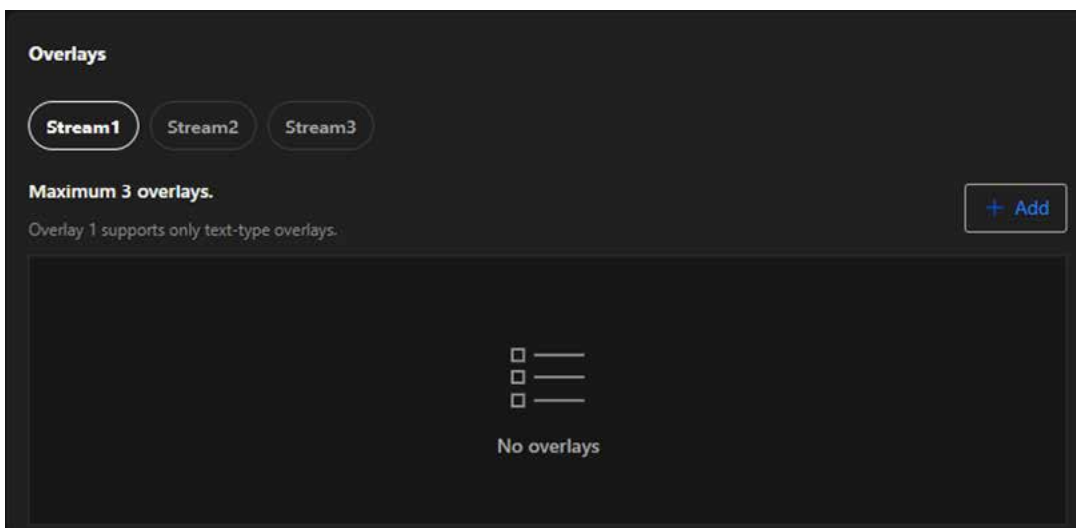 Overlays
Stream1 Stream2 Stream3
Maximum 3 overlays.
+ Add
Overlay 1 supports only text-type overlays.
No overlays